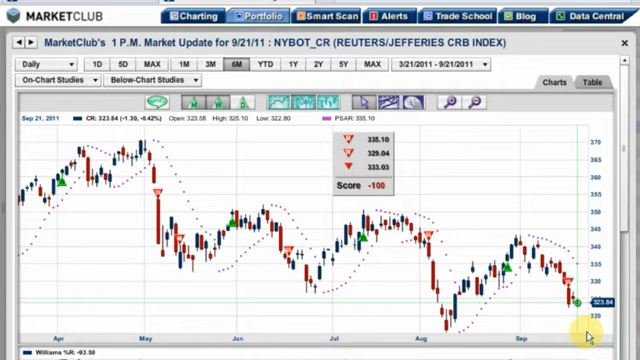 MARKETCLUB Charting Portfolio Smart Scan Alerts Trade School Blog Data Central
MarketClub's 1 P.M. Market Update for 9/21/11 : NYBOT_CR (REUTERS/JEFFERIES CRB INDEX)
Daily 1D 5D MAX 1M 3M 6M YTD 1Y 2Y 5Y MAX 3/21/2011 - 9/21/2011
On-Chart Studies Below-Chart Studies Charts Table
M W D
Sep 21, 2011 CR: 323.84 (-1.39, -0.42%) Open: 323.58 High: 325.10 Low: 322.80 PSAR: 335.10
M 335.10
W 329.04
333.03
Score -100
370
365
360
355
350
345
340
335
330
323.84
320
Apr May Jun Jul Aug Sep
Williams %R: -93.50